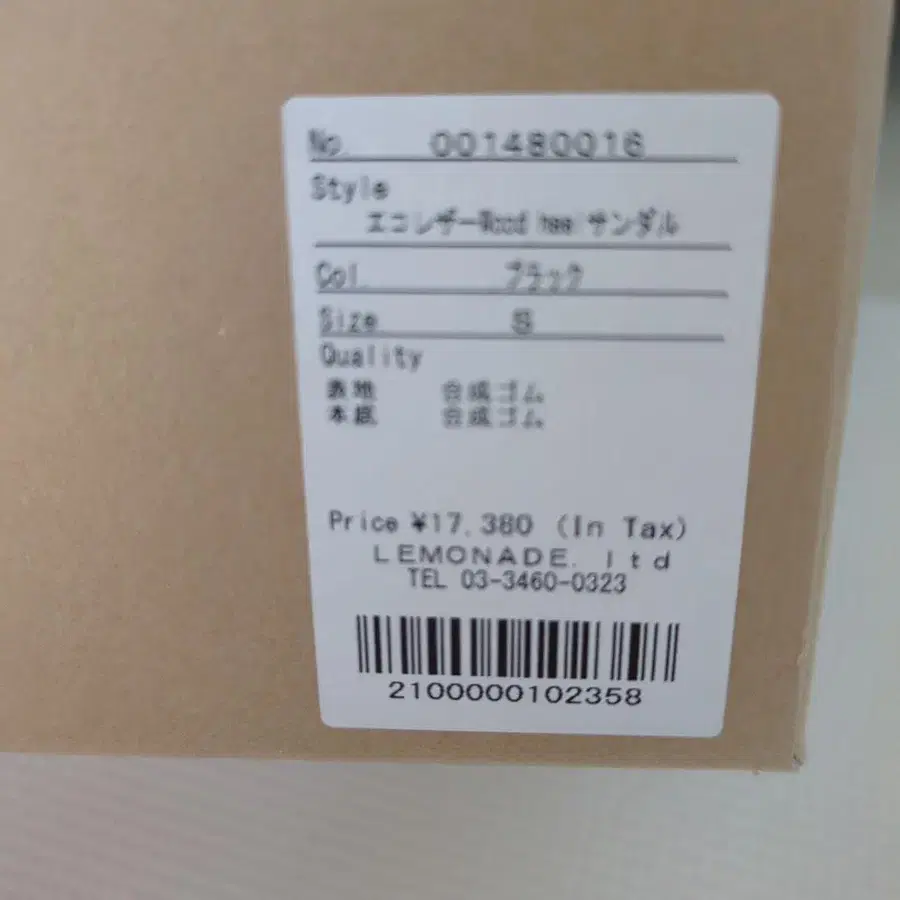 No. 001480016
Style
エコレザーWood heelサンダル
Col. ブラック
Size S
Quality
表地 合成ゴム
本底 合成ゴム
Price ¥17,380 (In Tax)
LEMONADE. ltd
TEL 03-3460-0323
2100000102358